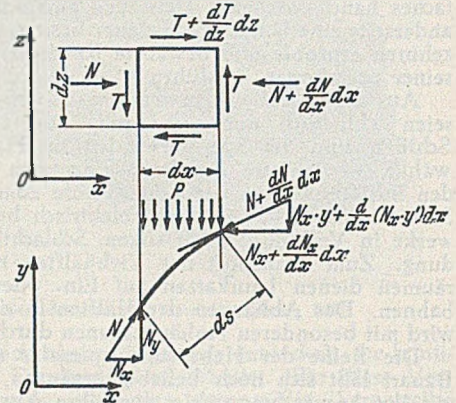 z
T + dT/dz dz
dz
N
T
T
N + dN/dx dx
T
0
x
dx
p
N + dN/dx dx
Nx · y' + d/dx (Nx · y') dx
y
Nx + dNx/dx dx
ds
N
Ny
Nx
0
x